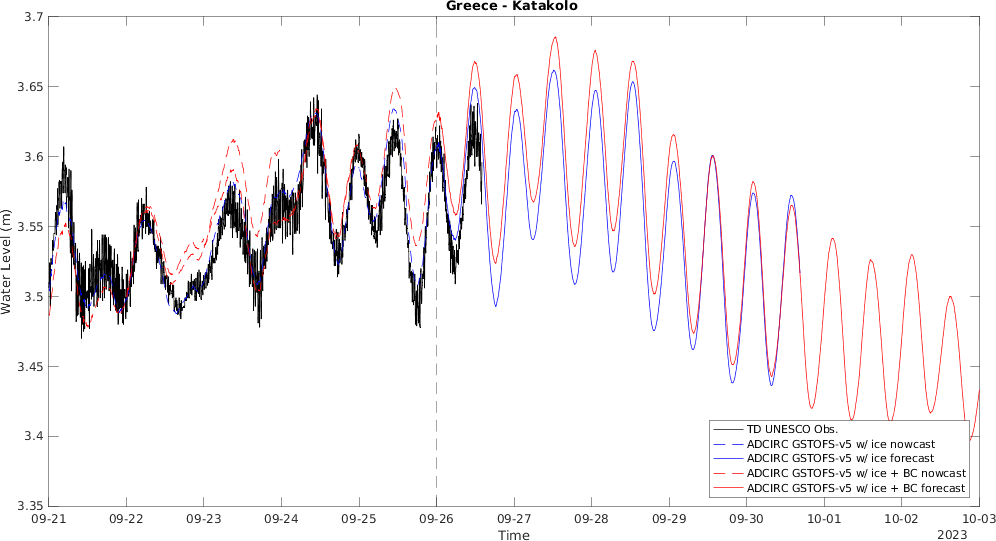 Greece - Katakolo
3.7
3.65
3.6
3.55
3.5
3.45
3.4
3.35
Water Level (m)
09-21
09-22
09-23
09-24
09-25
09-26
09-27
09-28
09-29
09-30
10-01
10-02
10-03
Time
2023
TD UNESCO Obs.
ADCIRC GSTOFS-v5 w/ ice nowcast
ADCIRC GSTOFS-v5 w/ ice forecast
ADCIRC GSTOFS-v5 w/ ice + BC nowcast
ADCIRC GSTOFS-v5 w/ ice + BC forecast